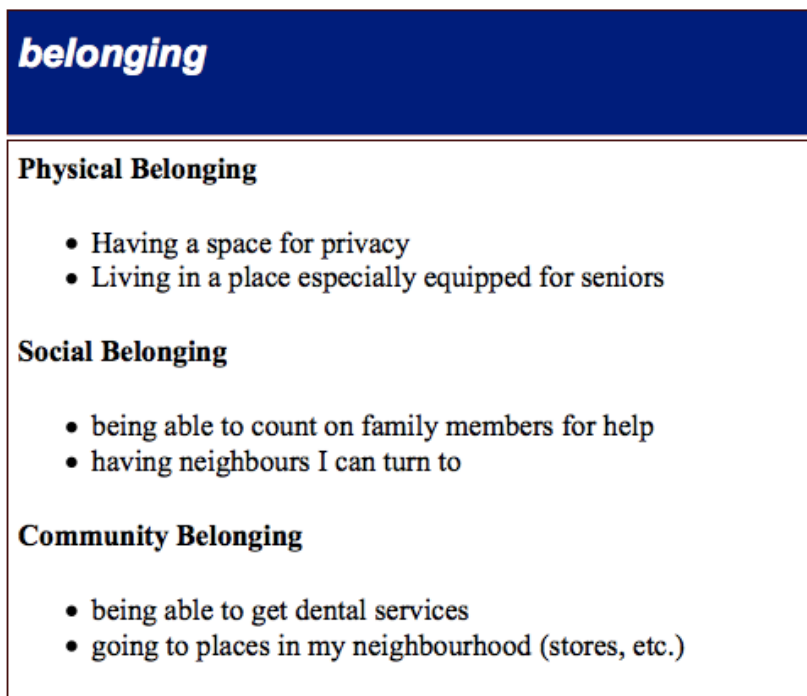 belonging
Physical Belonging
• Having a space for privacy
• Living in a place especially equipped for seniors
Social Belonging
• being able to count on family members for help
• having neighbours I can turn to
Community Belonging
• being able to get dental services
• going to places in my neighbourhood (stores, etc.)